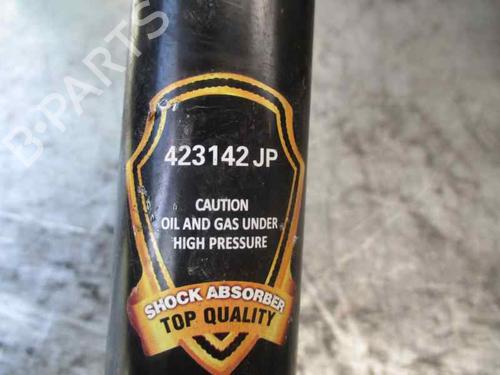 B-PARTS
423142 JP
CAUTION
OIL AND GAS UNDER
HIGH PRESSURE
SHOCK ABSORBER
TOP QUALITY